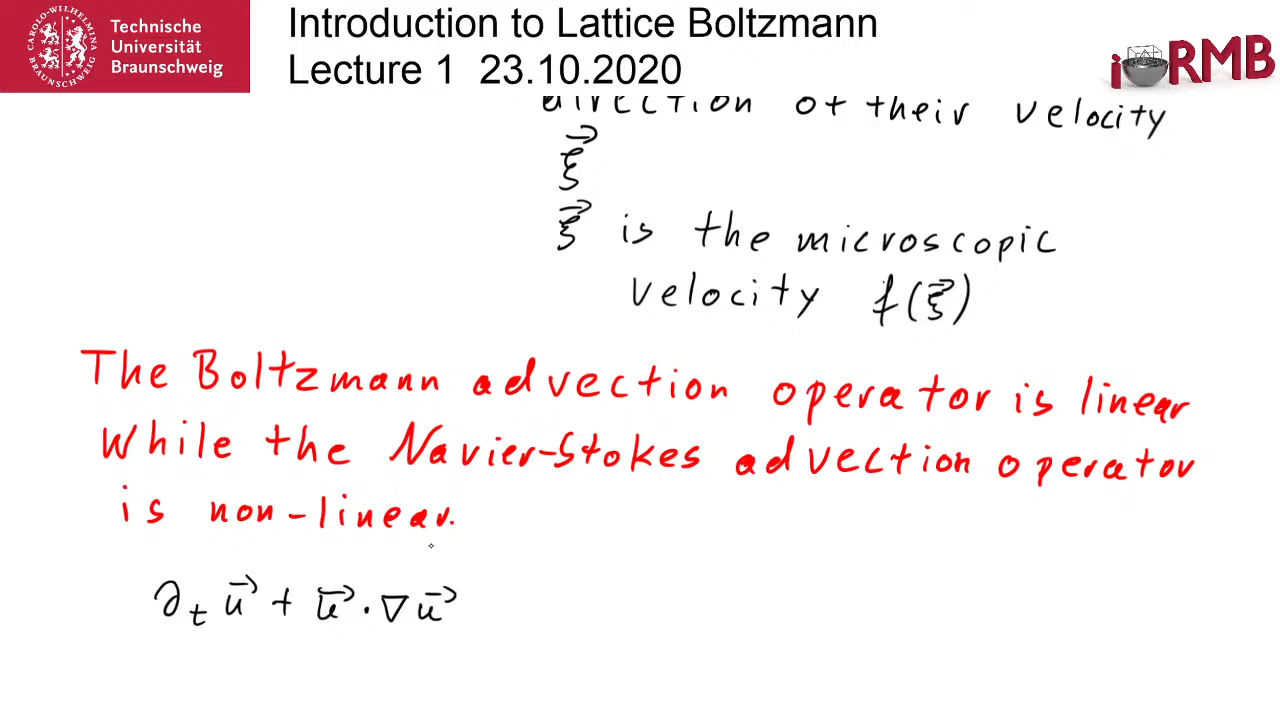 Technische
Universität
Braunschweig
Introduction to Lattice Boltzmann
Lecture 1 23.10.2020
iRMB
direction of their velocity
ξ⃗
ξ⃗ is the microscopic
velocity f(ξ⃗)
The Boltzmann advection operator is linear
While the Navier-Stokes advection operator
is non-linear.
∂ₜ u⃗ + u⃗ · ∇u⃗